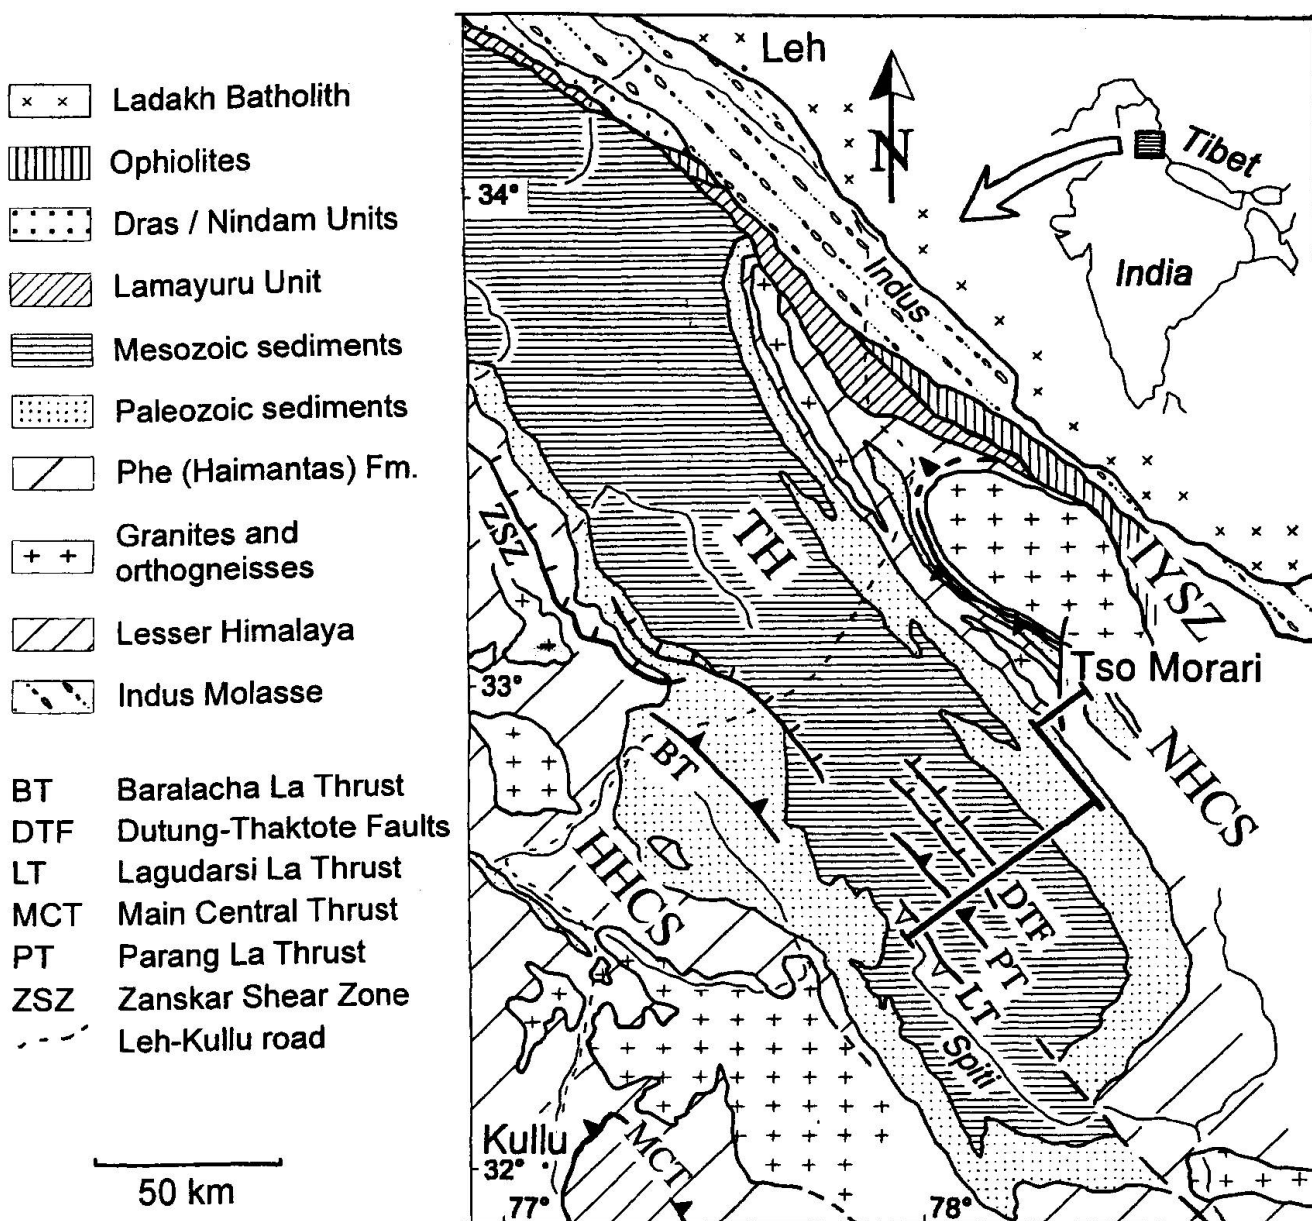 Ladakh Batholith
Ophiolites
Dras / Nindam Units
Lamayuru Unit
Mesozoic sediments
Paleozoic sediments
Phe (Haimantas) Fm.
Granites and
orthogneisses
Lesser Himalaya
Indus Molasse
BT Baralacha La Thrust
DTF Dutung-Thaktote Faults
LT Lagudarsi La Thrust
MCT Main Central Thrust
PT Parang La Thrust
ZSZ Zanskar Shear Zone
Leh-Kullu road
50 km
Leh
N
Tibet
India
34°
Indus
ZSZ
TH
IYSZ
Tso Morari
33°
BT
NHCS
HHCS
DTF
PT
LT
Spiti
Kullu
MCT
32°
77°
78°